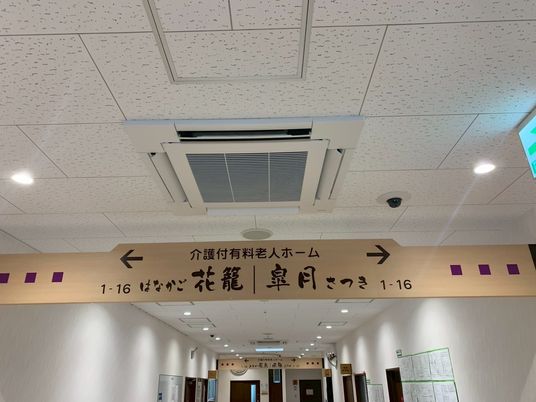 介護付有料老人ホーム
← →
1-16 はなかご 花籠 | 皐月 さつき 1-16